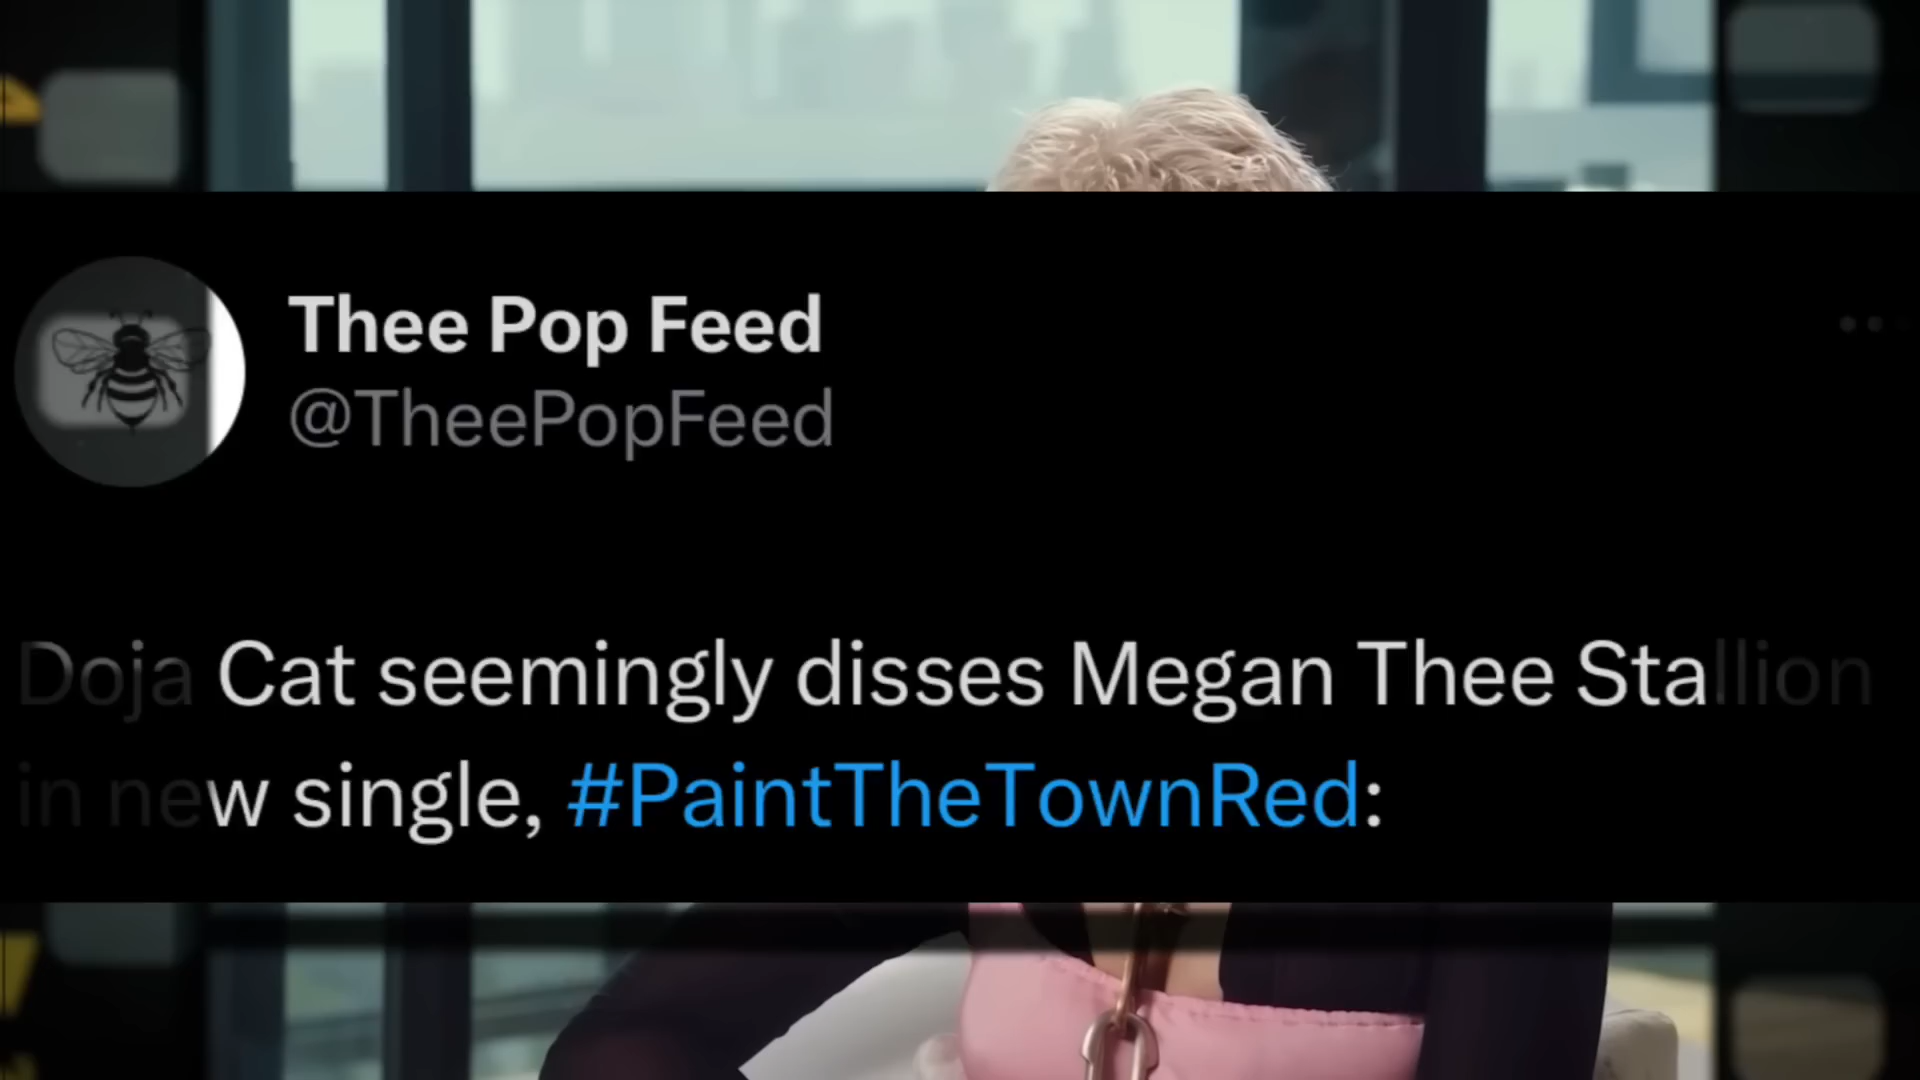 Thee Pop Feed
@TheePopFeed
Doja Cat seemingly disses Megan Thee Stallion
in new single, #PaintTheTownRed: